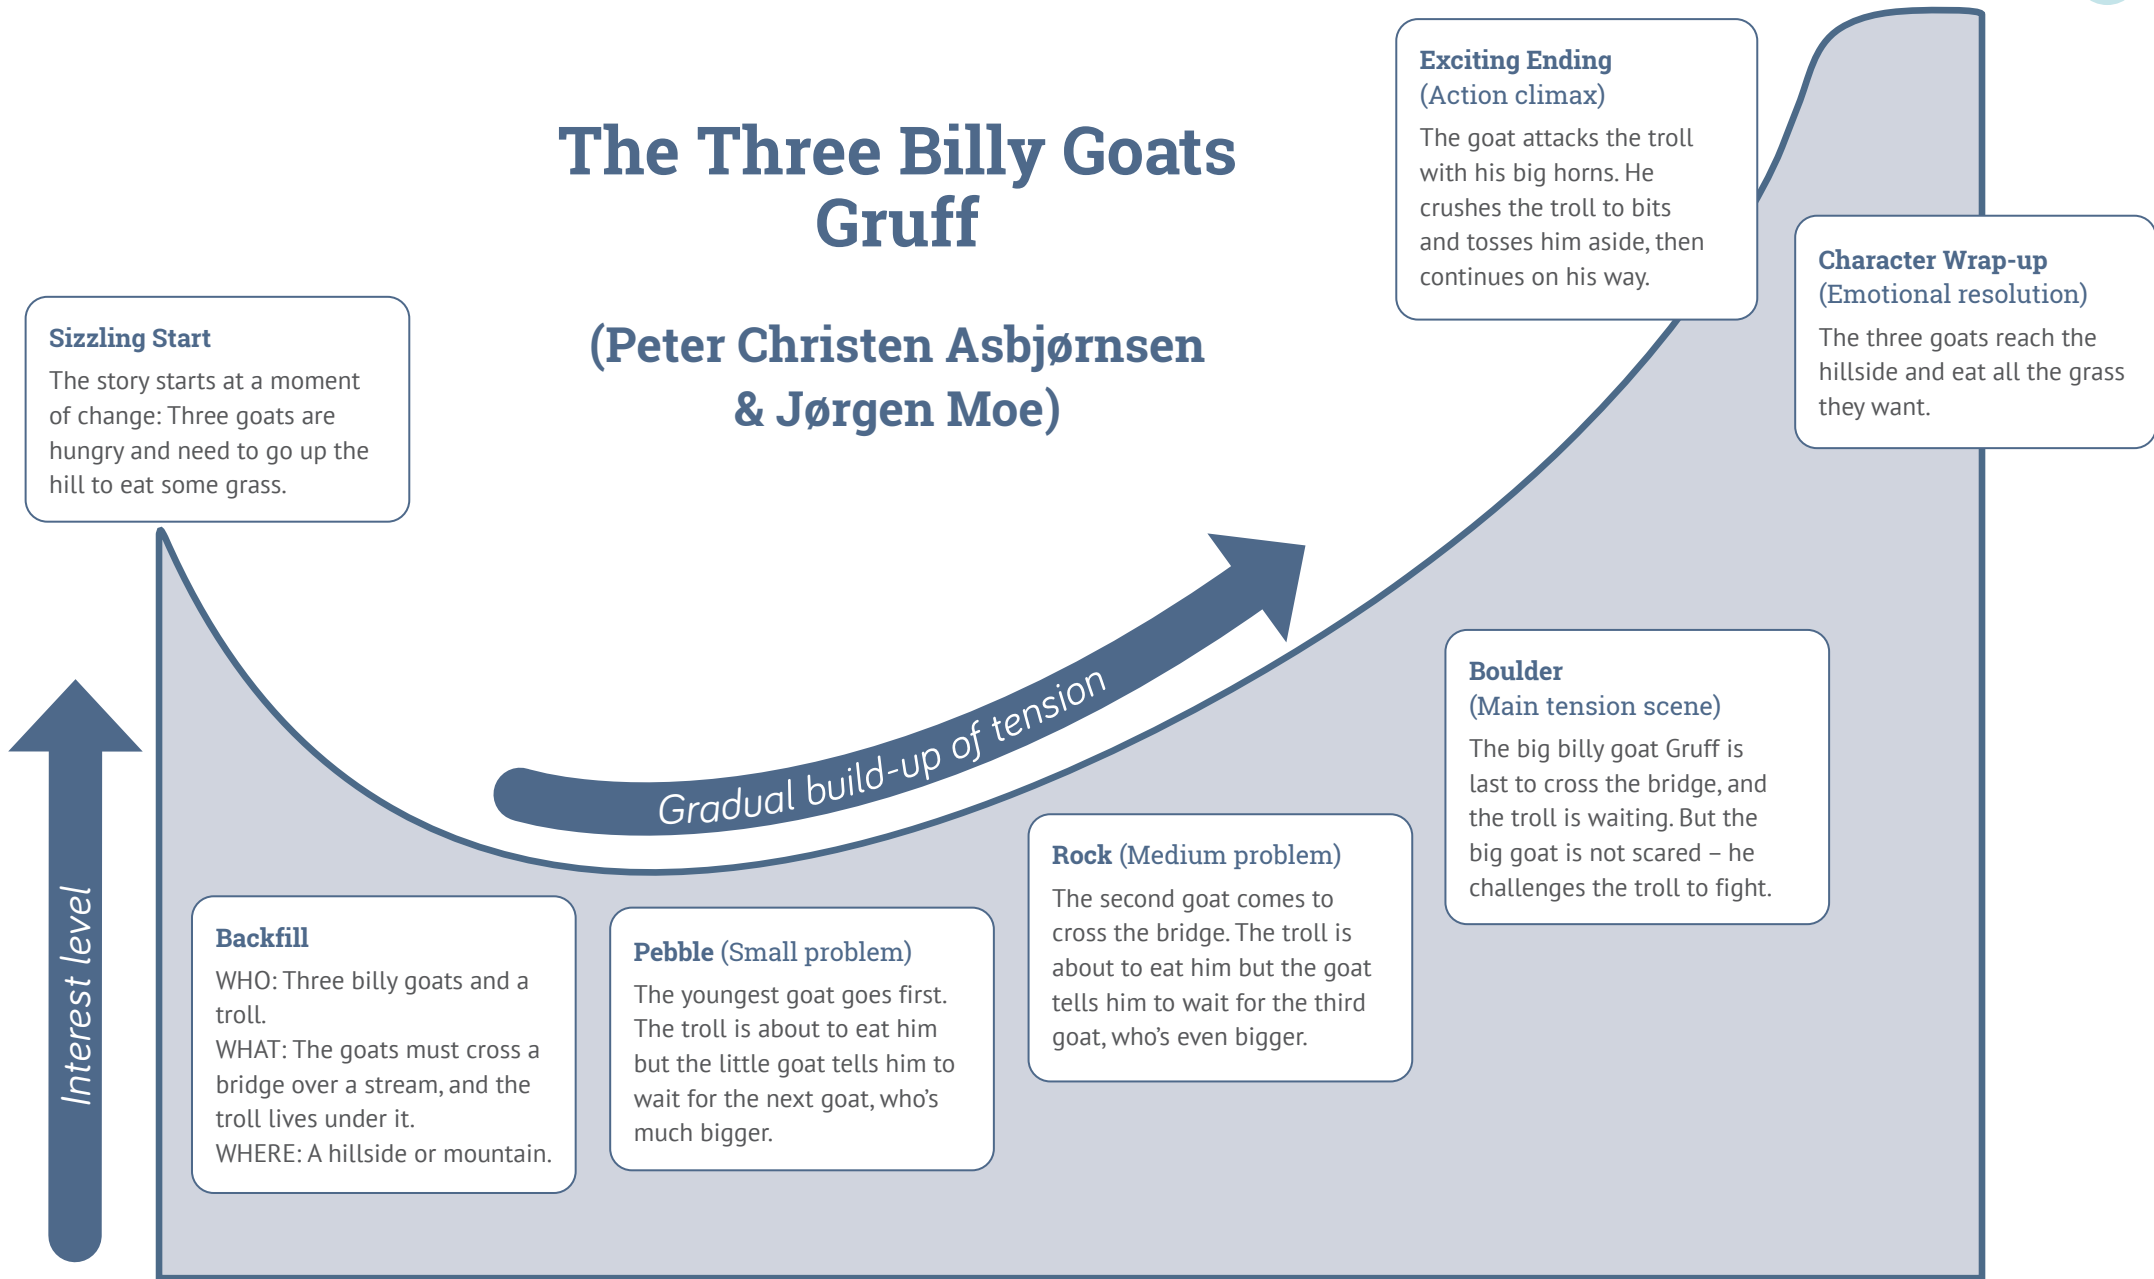 The Three Billy Goats
Gruff
(Peter Christen Asbjørnsen
& Jørgen Moe)
Sizzling Start
The story starts at a moment
of change: Three goats are
hungry and need to go up the
hill to eat some grass.
Interest level
Backfill
WHO: Three billy goats and a
troll.
WHAT: The goats must cross a
bridge over a stream, and the
troll lives under it.
WHERE: A hillside or mountain.
Gradual build-up of tension
Pebble (Small problem)
The youngest goat goes first.
The troll is about to eat him
but the little goat tells him to
wait for the next goat, who’s
much bigger.
Rock (Medium problem)
The second goat comes to
cross the bridge. The troll is
about to eat him but the goat
tells him to wait for the third
goat, who’s even bigger.
Boulder
(Main tension scene)
The big billy goat Gruff is
last to cross the bridge, and
the troll is waiting. But the
big goat is not scared – he
challenges the troll to fight.
Exciting Ending
(Action climax)
The goat attacks the troll
with his big horns. He
crushes the troll to bits
and tosses him aside, then
continues on his way.
Character Wrap-up
(Emotional resolution)
The three goats reach the
hillside and eat all the grass
they want.